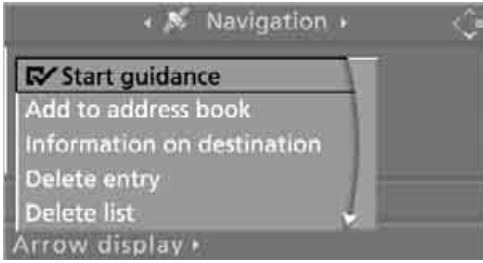 Navigation
Start guidance
Add to address book
Information on destination
Delete entry
Delete list
Arrow display